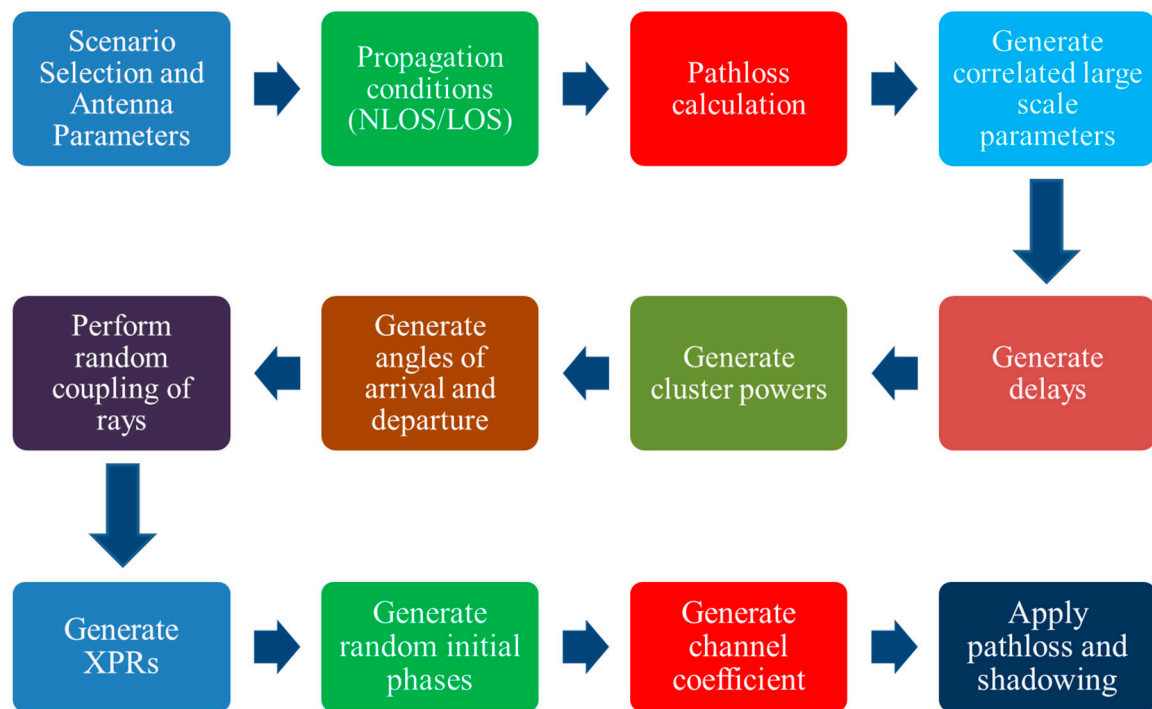 Scenario
Selection and
Antenna
Parameters
Propagation
conditions
(NLOS/LOS)
Pathloss
calculation
Generate
correlated large
scale
parameters
Perform
random
coupling of
rays
Generate
angles of
arrival and
departure
Generate
cluster powers
Generate
delays
Generate
XPRs
Generate
random initial
phases
Generate
channel
coefficient
Apply
pathloss and
shadowing